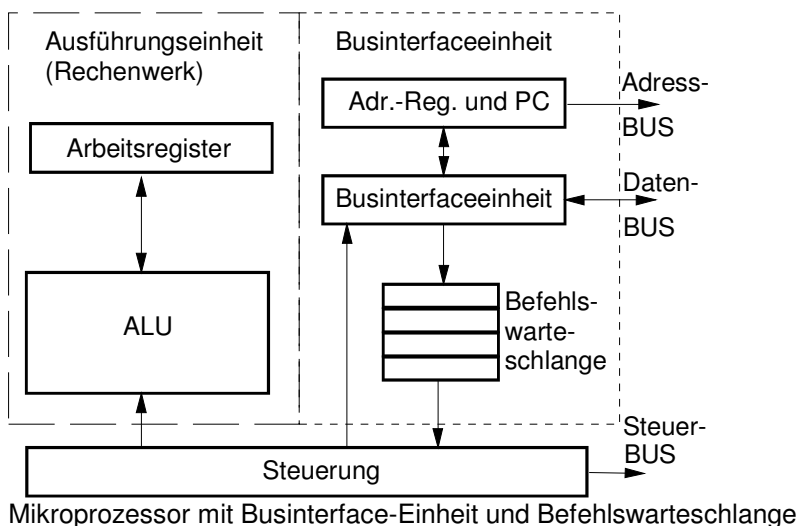 Ausführungseinheit
(Rechenwerk)
Arbeitsregister
ALU
Businterfaceeinheit
Adr.-Reg. und PC
Adress-
BUS
Businterfaceeinheit
Daten-
BUS
Befehls-
warte-
schlange
Steuerung
Steuer-
BUS
Mikroprozessor mit Businterface-Einheit und Befehlswarteschlange